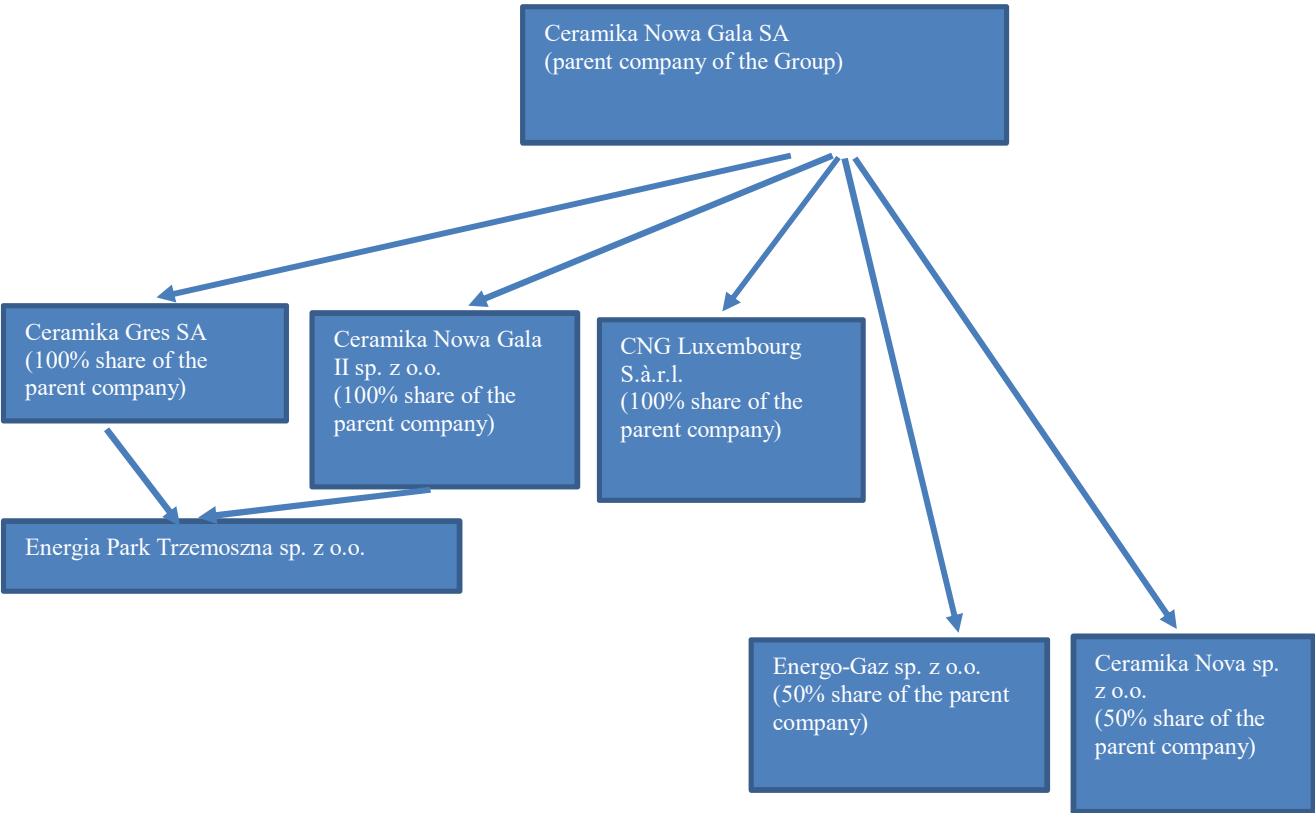 Ceramika Nowa Gala SA
(parent company of the Group)
Ceramika Gres SA
(100% share of the
parent company)
Ceramika Nowa Gala
II sp. z o.o.
(100% share of the
parent company)
CNG Luxembourg
S.à.r.l.
(100% share of the
parent company)
Energia Park Trzemoszna sp. z o.o.
Energo-Gaz sp. z o.o.
(50% share of the parent
company)
Ceramika Nova sp.
z o.o.
(50% share of the
parent company)